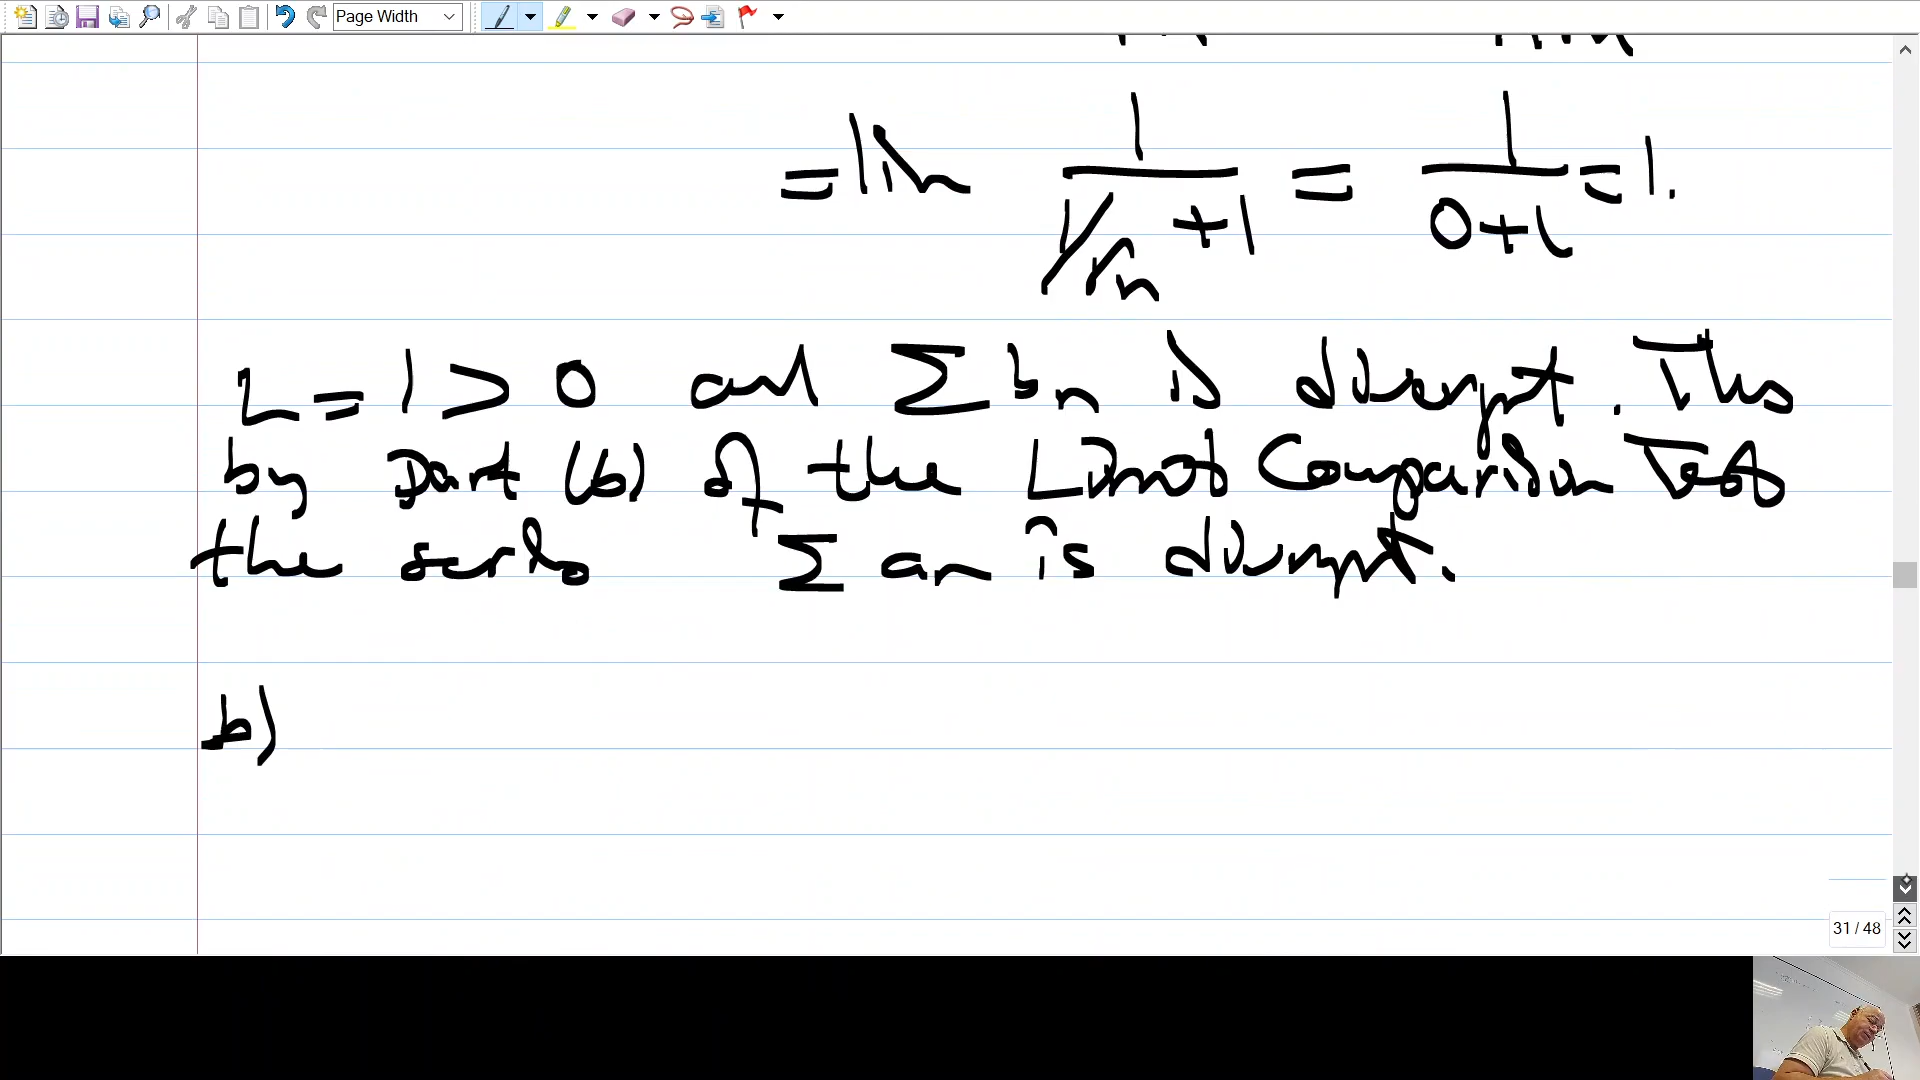 Page Width
= lim 1 / (1/√n + 1) = 1 / (0+1) = 1.
L = 1 > 0 and Σ bn is divergent. Thus
by Part (b) of the Limit Comparison Test
the series Σ an is divergent.
b)
31 / 48